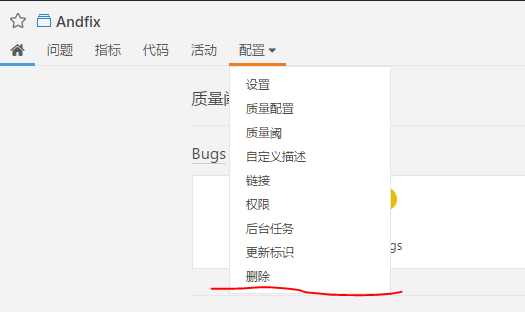 Andfix
问题 指标 代码 活动 配置
设置
质量阈
质量配置
质量阈
Bugs
自定义描述
链接
权限
后台任务
更新标识
删除